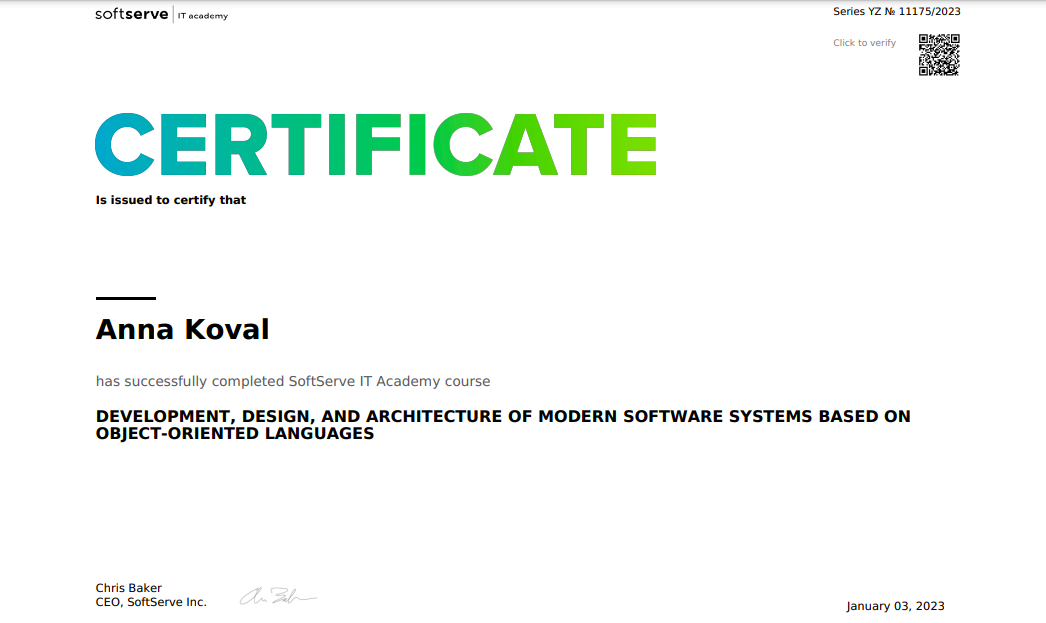 softserve IT academy
Series YZ № 11175/2023
Click to verify
CERTIFICATE
Is issued to certify that
Anna Koval
has successfully completed SoftServe IT Academy course
DEVELOPMENT, DESIGN, AND ARCHITECTURE OF MODERN SOFTWARE SYSTEMS BASED ON
OBJECT-ORIENTED LANGUAGES
Chris Baker
CEO, SoftServe Inc.
January 03, 2023